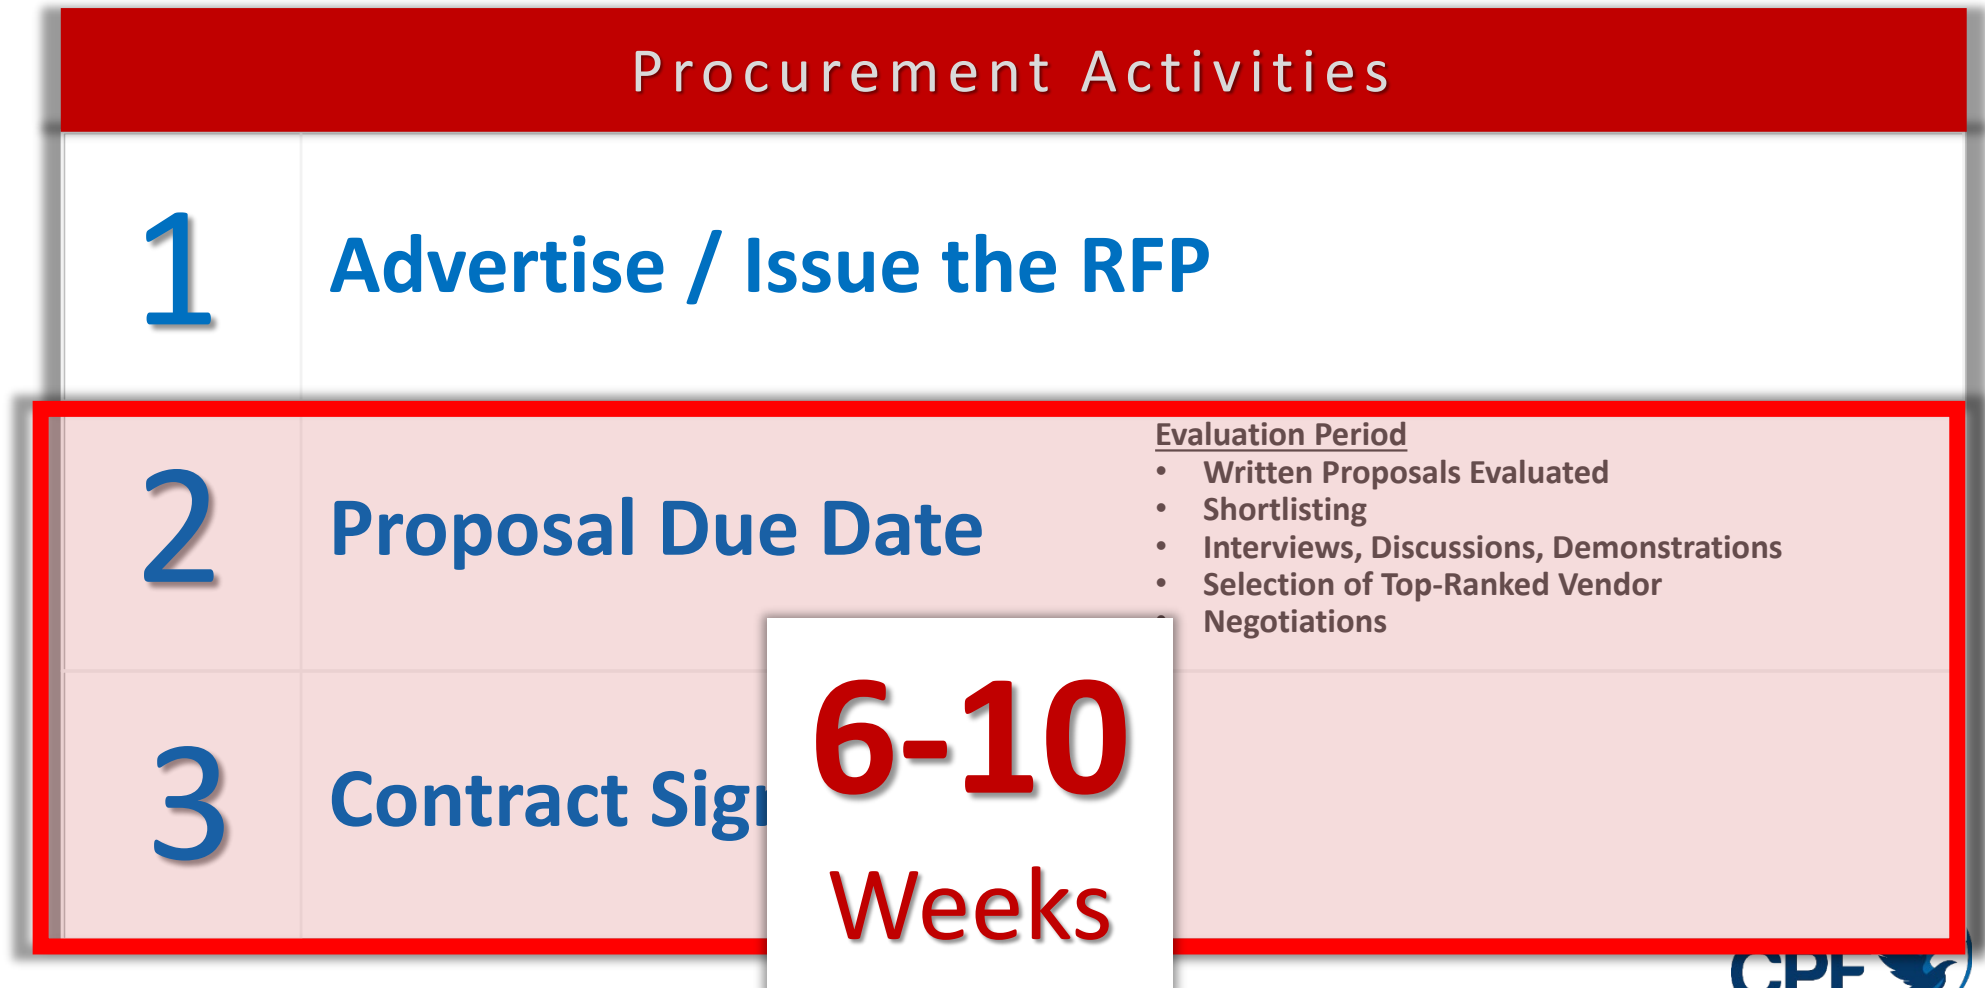 Procurement Activities
1
Advertise / Issue the RFP
2
Proposal Due Date
Evaluation Period
• Written Proposals Evaluated
• Shortlisting
• Interviews, Discussions, Demonstrations
• Selection of Top-Ranked Vendor
• Negotiations
3
Contract
6-10
Weeks